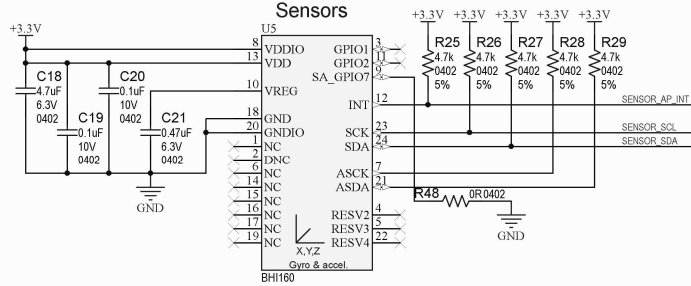 Sensors
+3.3V
+3.3V +3.3V +3.3V +3.3V +3.3V
U5
8 VDDIO
13 VDD
10 VREG
18 GND
20 GNDIO
1 NC
2 DNC
6 NC
14 NC
15 NC
16 NC
17 NC
19 NC
GPIO1 3
GPIO2 11
SA_GPIO7 9
INT 12
SCK 23
SDA 24
ASCK 7
ASDA 21
RESV2 4
RESV3 5
RESV4 22
X,Y,Z
Gyro & accel.
BHI160
C18
4.7uF
6.3V
0402
C19
0.1uF
10V
0402
C20
0.1uF
10V
0402
C21
0.47uF
6.3V
0402
GND
R25
4.7k
0402
5%
R26
4.7k
0402
5%
R27
4.7k
0402
5%
R28
4.7k
0402
5%
R29
4.7k
0402
5%
SENSOR_AP_INT
SENSOR_SCL
SENSOR_SDA
R48 0R 0402
GND